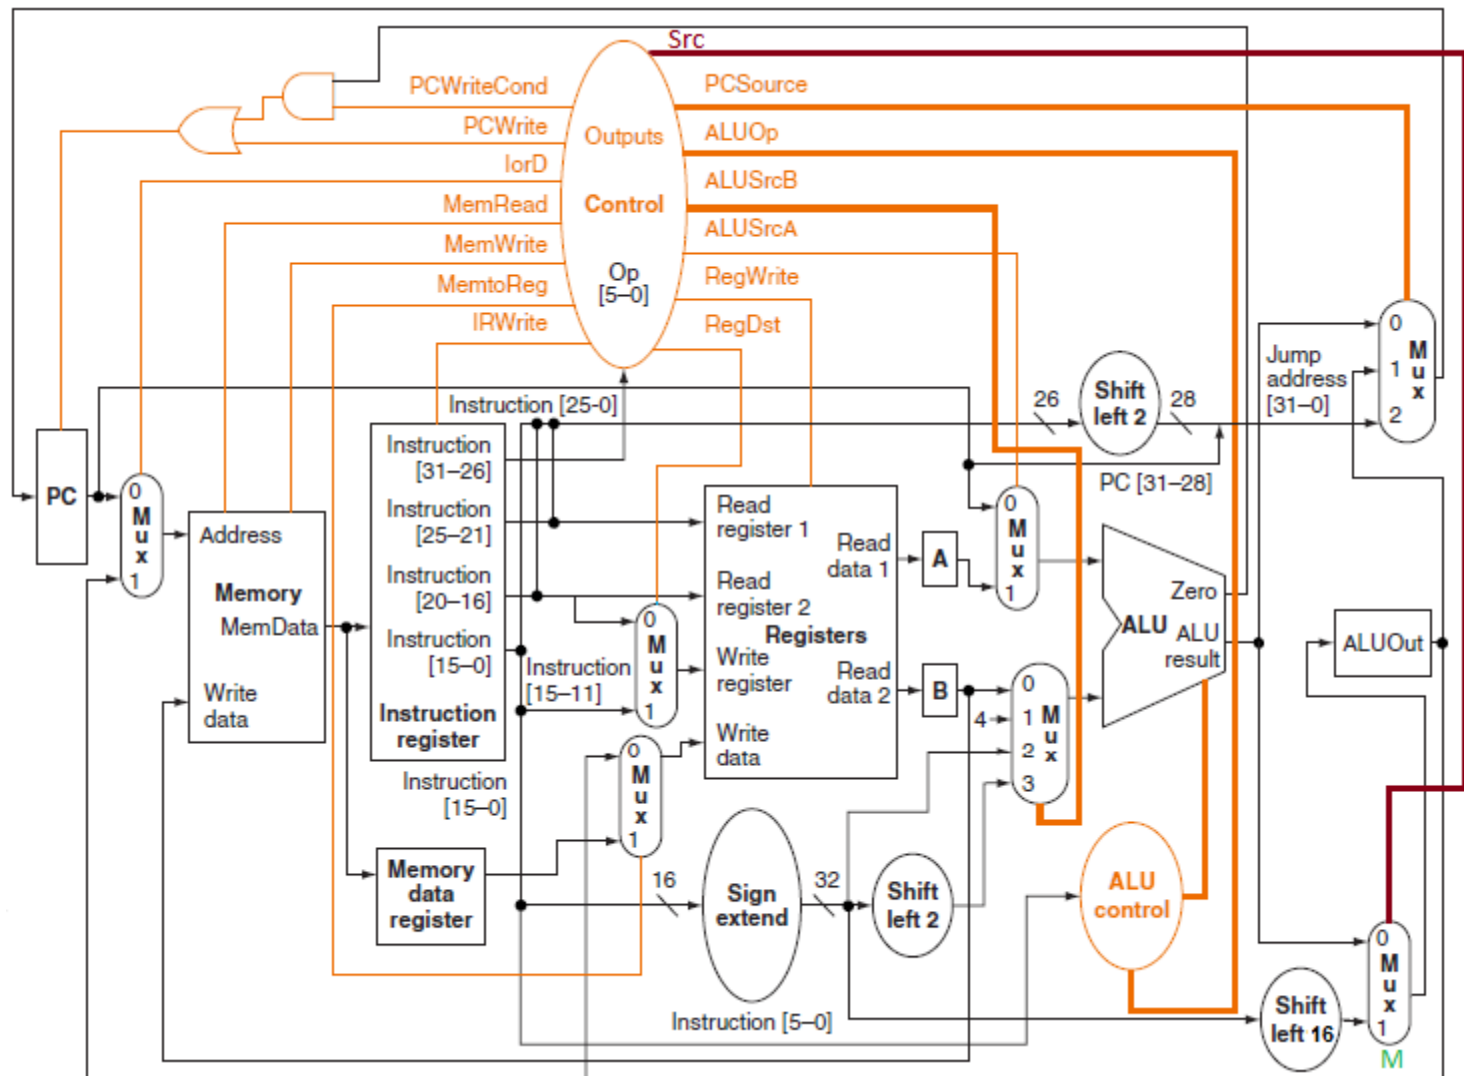 Src
PCWriteCond
PCSource
PCWrite
ALUOp
Outputs
IorD
ALUSrcB
Control
MemRead
ALUSrcA
MemWrite
Op
[5–0]
RegWrite
MemtoReg
IRWrite
RegDst
Instruction [25-0]
26
Shift
left 2
28
Jump
address
[31–0]
0
1
2
M
u
x
PC
0
M
u
x
1
Address
Memory
MemData
Write
data
Instruction
[31–26]
Instruction
[25–21]
Instruction
[20–16]
Instruction
[15–0]
Instruction
register
Instruction
[15–0]
Instruction
[15–11]
0
M
u
x
1
0
M
u
x
1
Memory
data
register
Read
register 1
Read
register 2
Registers
Write
register
Write
data
Read
data 1
Read
data 2
A
B
PC [31–28]
0
M
u
x
1
4
0
1
2
3
M
u
x
Zero
ALU
ALU
result
ALUOut
16
Sign
extend
32
Shift
left 2
ALU
control
Instruction [5–0]
Shift
left 16
0
M
u
x
1
M